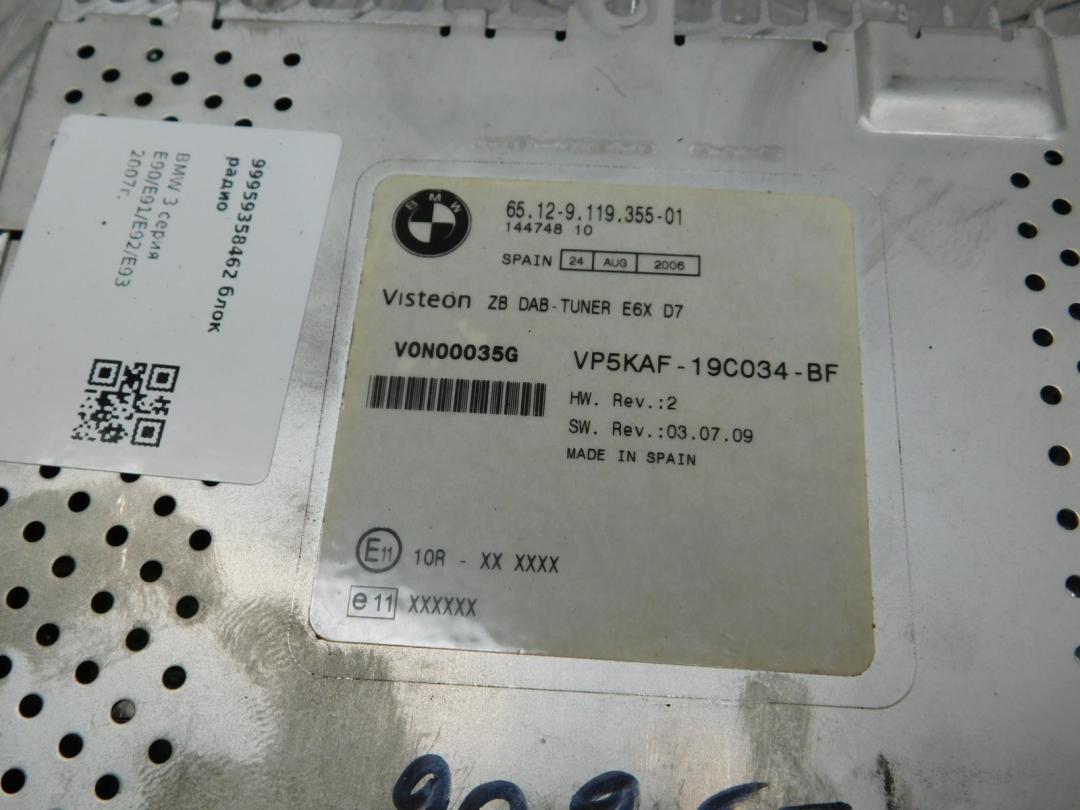 99959358462 блок
радио
BMW 3 серия
E90/E91/E92/E93
2007г.
BMW
65.12-9.119.355-01
144748 10
SPAIN 24 AUG 2006
Visteon ZB DAB-TUNER E6X D7
V0N00035G
VP5KAF-19C034-BF
HW. Rev.:2
SW. Rev.:03.07.09
MADE IN SPAIN
E11 10R - XX XXXX
e11 XXXXXX